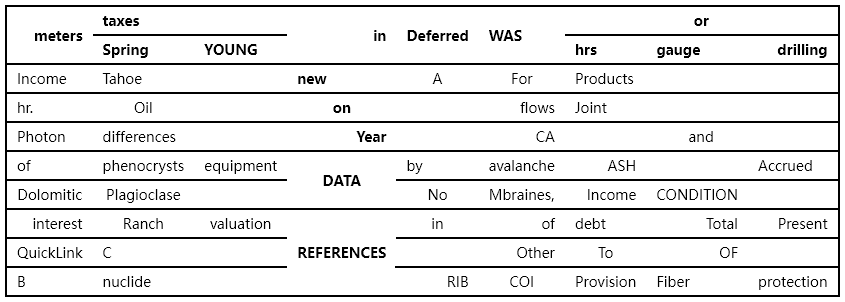 meters taxes in Deferred WAS or
Spring YOUNG hrs gauge drilling
Income Tahoe new A For Products
hr. Oil on flows Joint
Photon differences Year CA and
of phenocrysts equipment DATA by avalanche ASH Accrued
Dolomitic Plagioclase No Mbraines, Income CONDITION
interest Ranch valuation REFERENCES in of debt Total Present
QuickLink C Other To OF
B nuclide RIB COI Provision Fiber protection